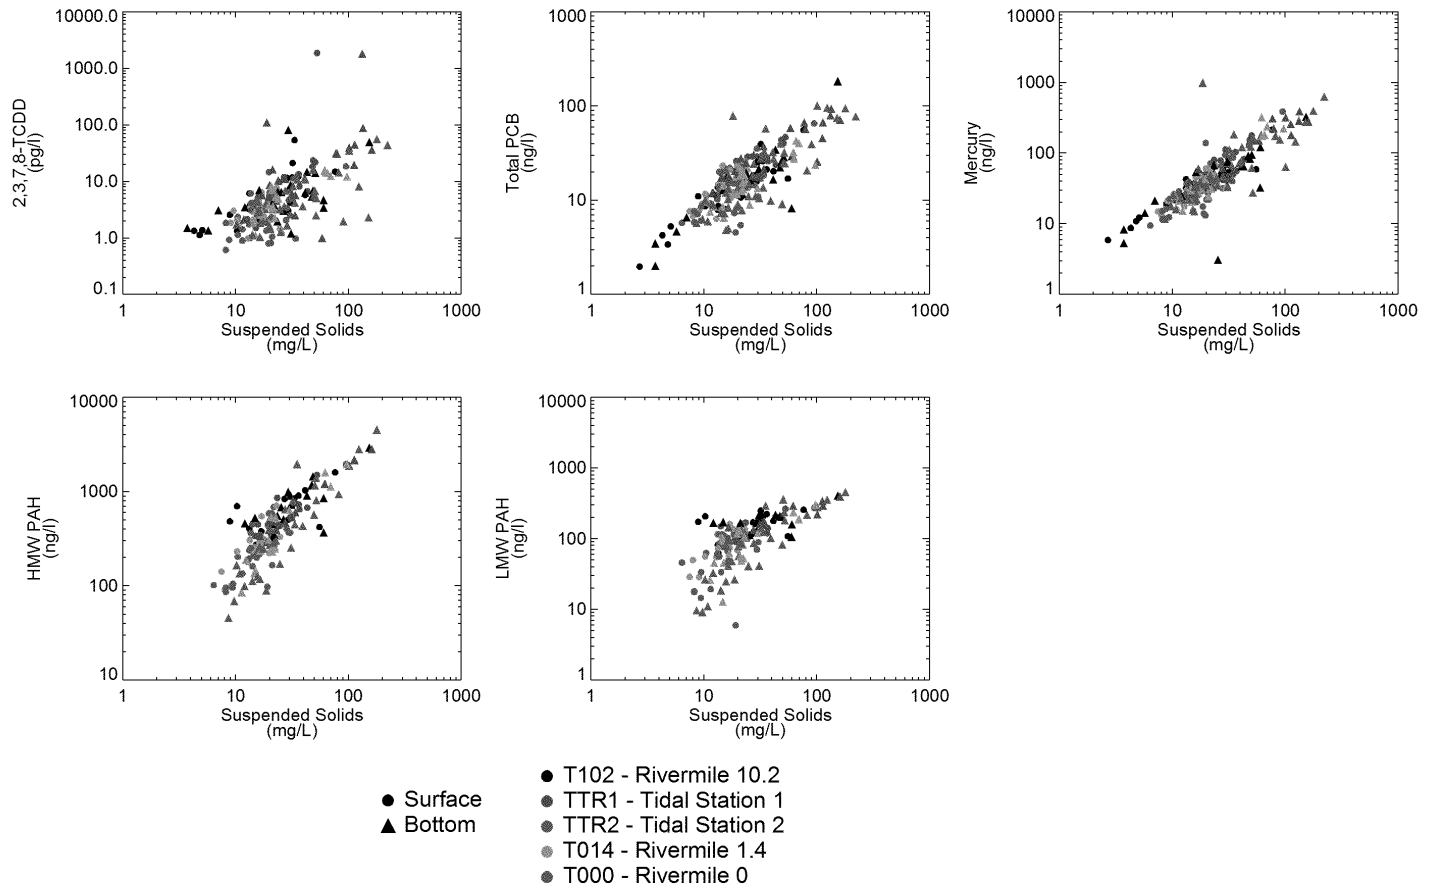 2,3,7,8-TCDD
(pg/l)
10000.0
1000.0
100.0
10.0
1.0
0.1
1 10 100 1000
Suspended Solids
(mg/L)
Total PCB
(ng/l)
1000
100
10
1
1 10 100 1000
Suspended Solids
(mg/L)
Mercury
(ng/l)
10000
1000
100
10
1
1 10 100 1000
Suspended Solids
(mg/L)
HMW PAH
(ng/l)
10000
1000
100
10
1 10 100 1000
Suspended Solids
(mg/L)
LMW PAH
(ng/l)
10000
1000
100
10
1
1 10 100 1000
Suspended Solids
(mg/L)
Surface
Bottom
T102 - Rivermile 10.2
TTR1 - Tidal Station 1
TTR2 - Tidal Station 2
T014 - Rivermile 1.4
T000 - Rivermile 0